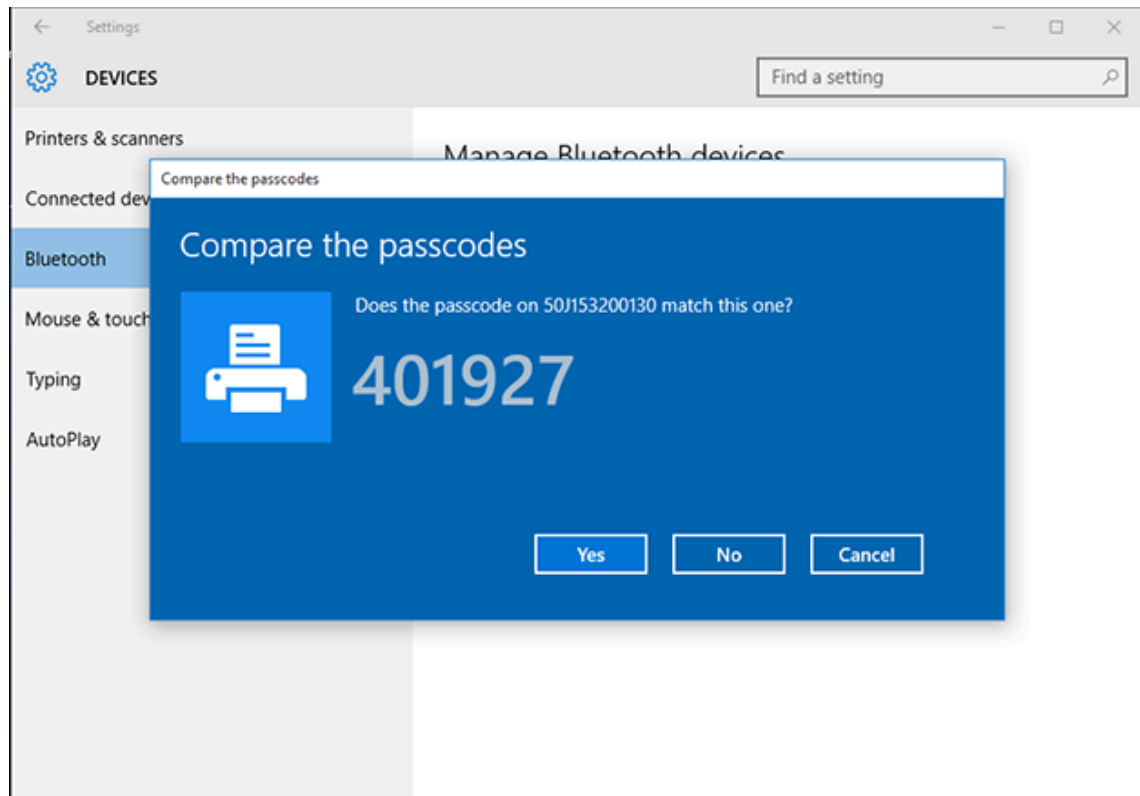 Settings
DEVICES
Find a setting
Printers & scanners
Manage Bluetooth devices
Compare the passcodes
Connected dev
Compare the passcodes
Bluetooth
Does the passcode on 50J153200130 match this one?
Mouse & touch
401927
Typing
AutoPlay
Yes No Cancel